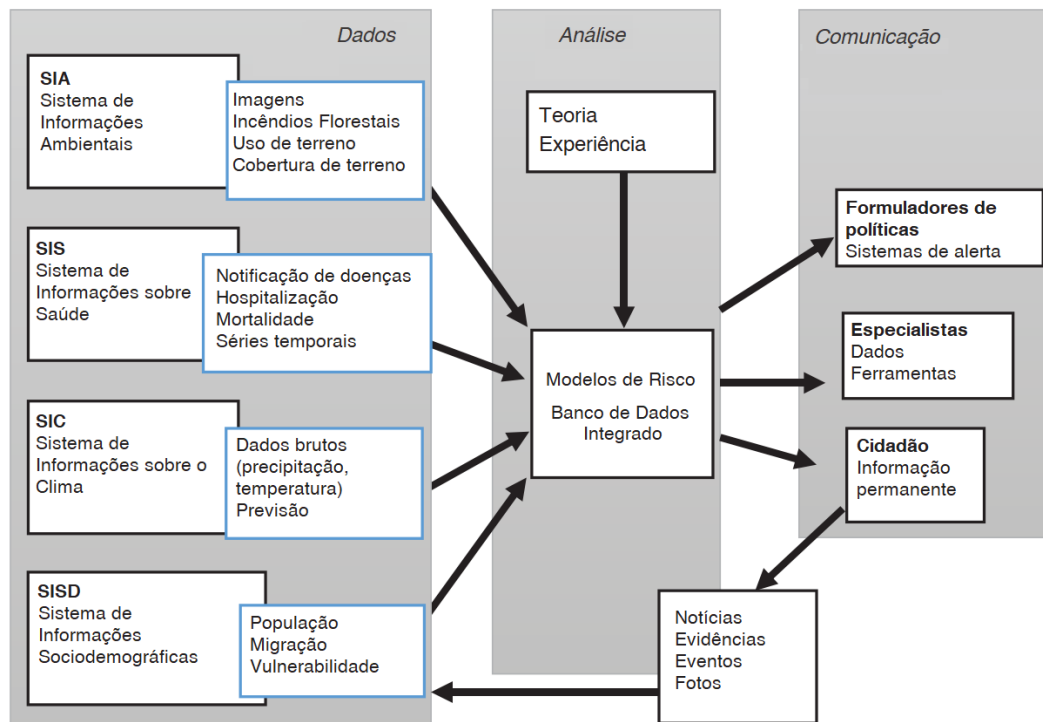 Dados
SIA
Sistema de
Informações
Ambientais
Imagens
Incêndios Florestais
Uso de terreno
Cobertura de terreno
SIS
Sistema de
Informações sobre
Saúde
Notificação de doenças
Hospitalização
Mortalidade
Séries temporais
SIC
Sistema de
Informações sobre o
Clima
Dados brutos
(precipitação,
temperatura)
Previsão
SISD
Sistema de
Informações
Sociodemográficas
População
Migração
Vulnerabilidade
Análise
Teoria
Experiência
Modelos de Risco
Banco de Dados
Integrado
Comunicação
Formuladores de
políticas
Sistemas de alerta
Especialistas
Dados
Ferramentas
Cidadão
Informação
permanente
Notícias
Evidências
Eventos
Fotos